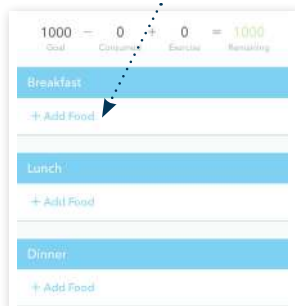 1000 − 0 + 0 = 1000
Goal Consumed Exercise Remaining
Breakfast
+ Add Food
Lunch
+ Add Food
Dinner
+ Add Food